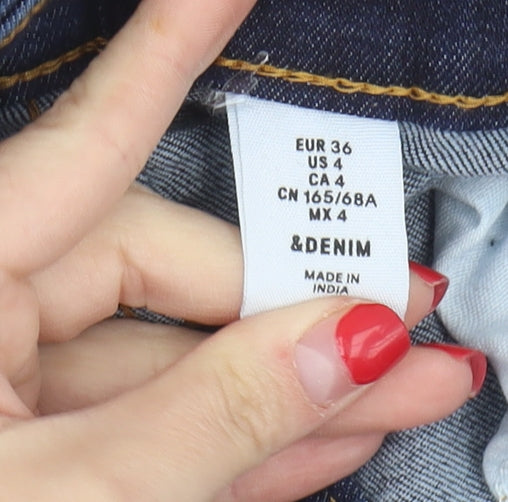 EUR 36
US 4
CA 4
CN 165/68A
MX 4
&DENIM
MADE IN
INDIA